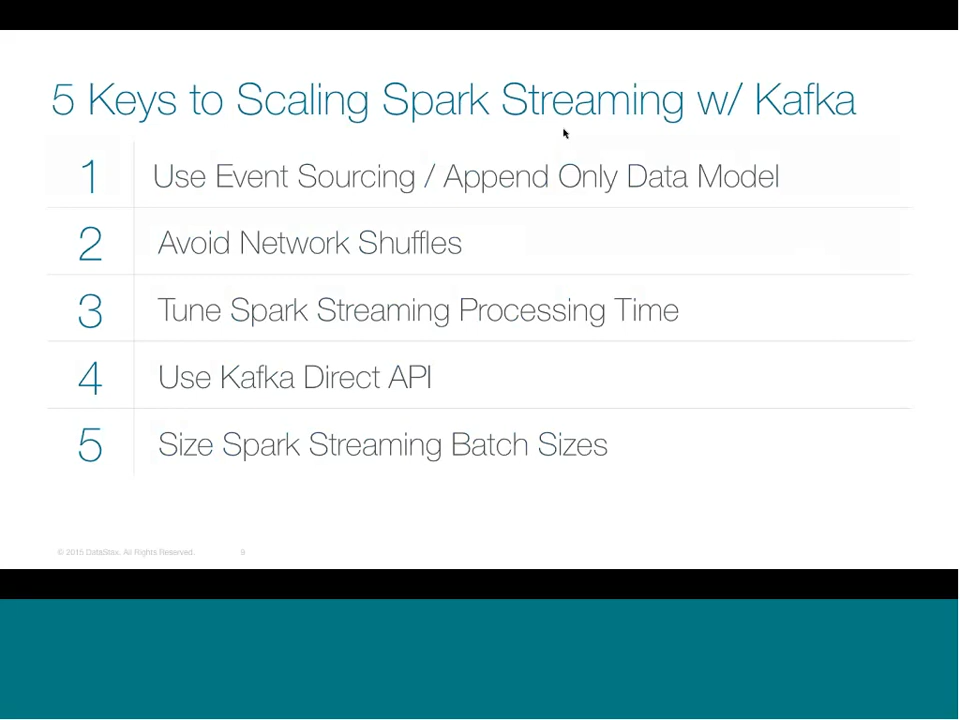 5 Keys to Scaling Spark Streaming w/ Kafka
1 Use Event Sourcing / Append Only Data Model
2 Avoid Network Shuffles
3 Tune Spark Streaming Processing Time
4 Use Kafka Direct API
5 Size Spark Streaming Batch Sizes
© 2015 DataStax. All Rights Reserved. 9